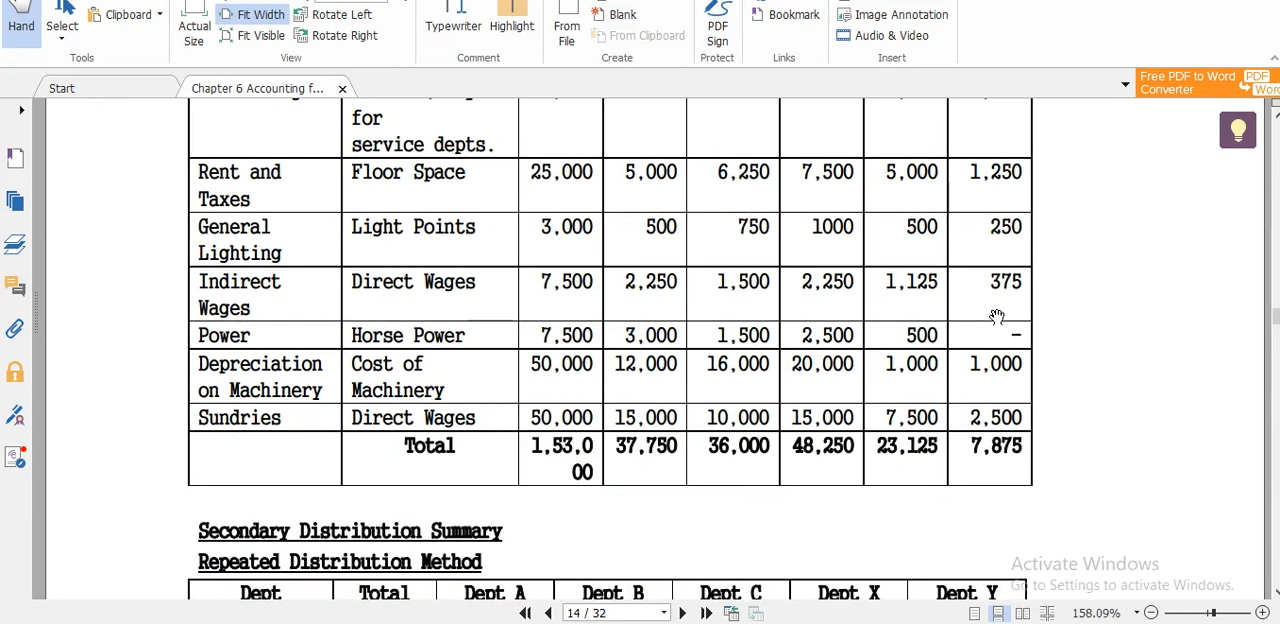 Hand
Select
Clipboard
Actual
Size
Fit Width
Fit Visible
Rotate Left
Rotate Right
Typewriter
Highlight
From
File
Blank
From Clipboard
PDF
Sign
Bookmark
Image Annotation
Audio & Video
Tools
View
Comment
Create
Protect
Links
Insert
Start
Chapter 6 Accounting f...
Free PDF to Word
Converter
PDF
Word
for
service depts.
Rent and Floor Space 25,000 5,000 6,250 7,500 5,000 1,250
Taxes
General Light Points 3,000 500 750 1000 500 250
Lighting
Indirect Direct Wages 7,500 2,250 1,500 2,250 1,125 375
Wages
Power Horse Power 7,500 3,000 1,500 2,500 500 -
Depreciation Cost of 50,000 12,000 16,000 20,000 1,000 1,000
on Machinery Machinery
Sundries Direct Wages 50,000 15,000 10,000 15,000 7,500 2,500
Total 1,53,0 37,750 36,000 48,250 23,125 7,875
00
Secondary Distribution Summary
Repeated Distribution Method
Dept Total Dept A Dept B Dept C Dept X Dept Y
Activate Windows
Go to Settings to activate Windows.
14 / 32
158.09%